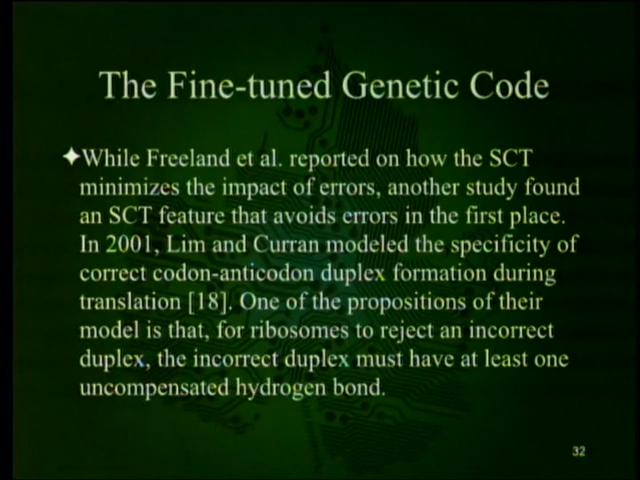 The Fine-tuned Genetic Code
While Freeland et al. reported on how the SCT
minimizes the impact of errors, another study found
an SCT feature that avoids errors in the first place.
In 2001, Lim and Curran modeled the specificity of
correct codon-anticodon duplex formation during
translation [18]. One of the propositions of their
model is that, for ribosomes to reject an incorrect
duplex, the incorrect duplex must have at least one
uncompensated hydrogen bond.
32